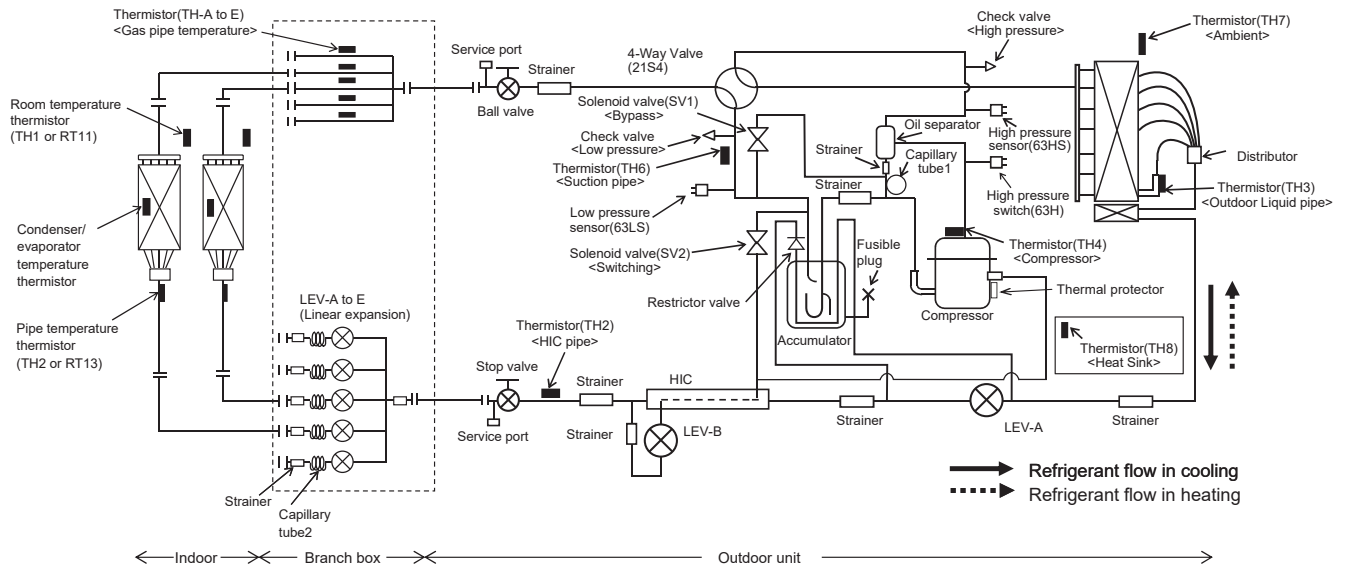 Thermistor(TH-A to E)
<Gas pipe temperature>
Service port
Strainer
Ball valve
4-Way Valve
(21S4)
Solenoid valve(SV1)
<Bypass>
Check valve
<Low pressure>
Thermistor(TH6)
<Suction pipe>
Low pressure
sensor(63LS)
Solenoid valve(SV2)
<Switching>
Restrictor valve
Check valve
<High pressure>
Oil separator
Strainer
Capillary
tube1
Strainer
High pressure
sensor(63HS)
High pressure
switch(63H)
Thermistor(TH7)
<Ambient>
Distributor
Thermistor(TH3)
<Outdoor Liquid pipe>
Thermistor(TH4)
<Compressor>
Thermal protector
Compressor
Fusible
plug
Accumulator
Thermistor(TH8)
<Heat Sink>
Room temperature
thermistor
(TH1 or RT11)
Condenser/
evaporator
temperature
thermistor
Pipe temperature
thermistor
(TH2 or RT13)
LEV-A to E
(Linear expansion)
Thermistor(TH2)
<HIC pipe>
Stop valve
Strainer
HIC
Service port
Strainer
LEV-B
Strainer
LEV-A
Strainer
Strainer
Capillary
tube2
Refrigerant flow in cooling
Refrigerant flow in heating
Indoor
Branch box
Outdoor unit